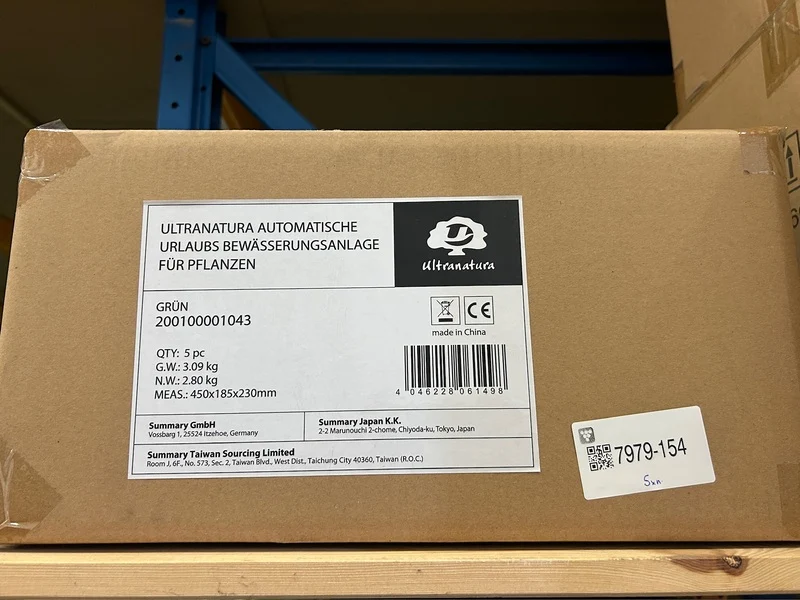 ULTRANATURA AUTOMATISCHE
URLAUBS BEWÄSSERUNGSANLAGE
FÜR PFLANZEN
Ultranatura
GRÜN
200100001043
CE
made in China
QTY: 5 pc
G.W.: 3.09 kg
N.W.: 2.80 kg
MEAS.: 450x185x230mm
4 046228 061498
Summary GmbH
Vossbarg 1, 25524 Itzehoe, Germany
Summary Japan K.K.
2-2 Marunouchi 2-chome, Chiyoda-ku, Tokyo, Japan
Summary Taiwan Sourcing Limited
Room J, 6F., No. 573, Sec. 2, Taiwan Blvd., West Dist., Taichung City 40360, Taiwan (R.O.C.)
7979-154